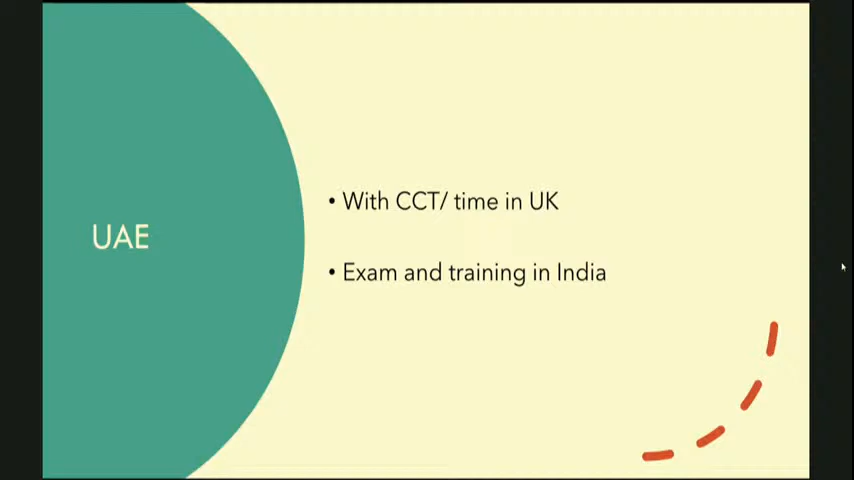 UAE
• With CCT/ time in UK
• Exam and training in India